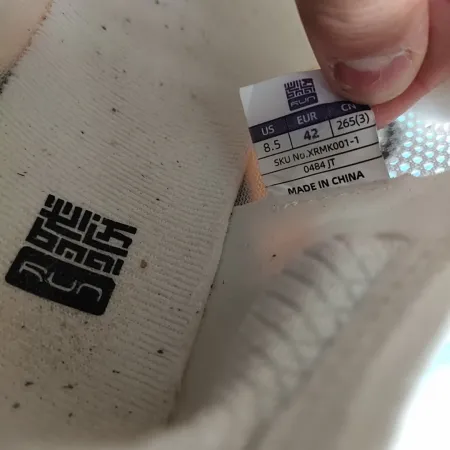 RUN
US EUR CN
8.5 42 265(3)
SKU No.XRMK001-1
0484 JT
MADE IN CHINA
RUN